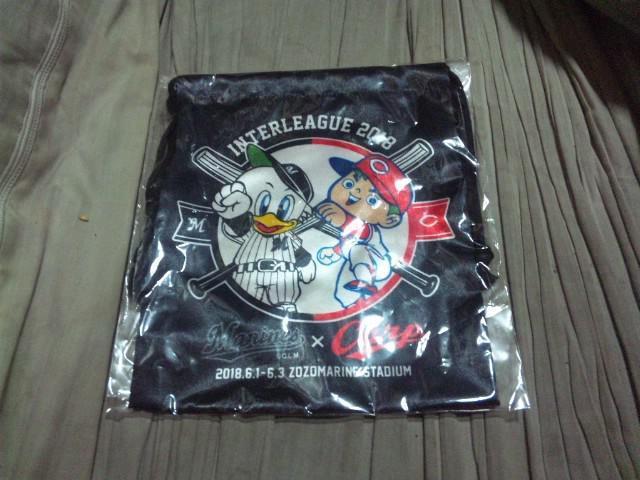 INTERLEAGUE 2018
M
C
C
Marines
×
Carp
2018.6.1-6.3 ZOZOMARINE STADIUM